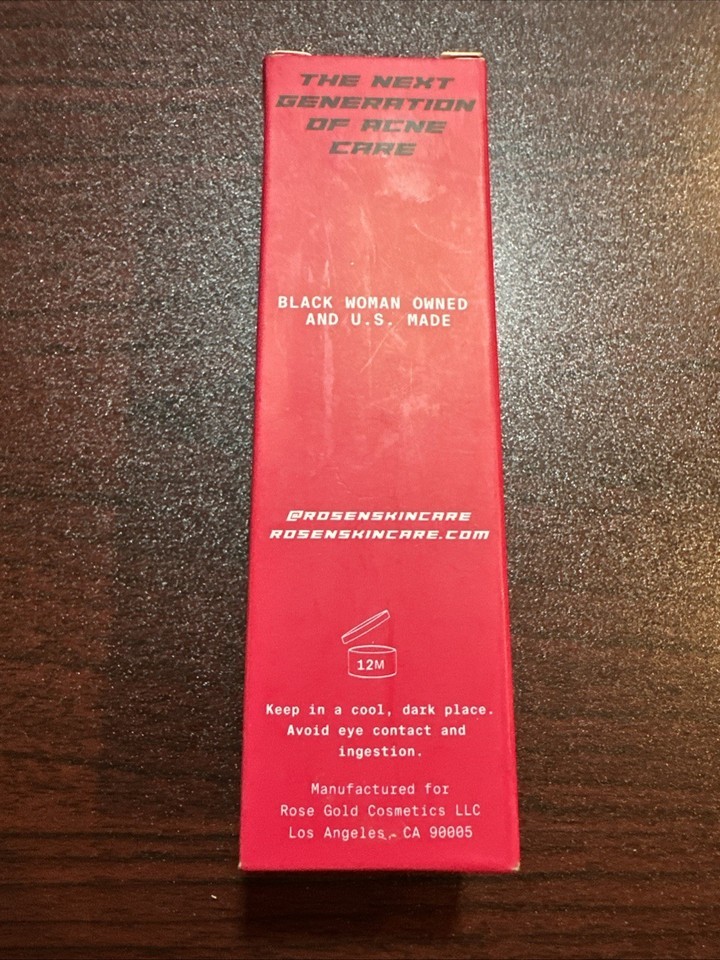 THE NEXT
GENERATION
OF ACNE
CARE
BLACK WOMAN OWNED
AND U.S. MADE
@ROSENSKINCARE
ROSENSKINCARE.COM
12M
Keep in a cool, dark place.
Avoid eye contact and
ingestion.
Manufactured for
Rose Gold Cosmetics LLC
Los Angeles, CA 90005